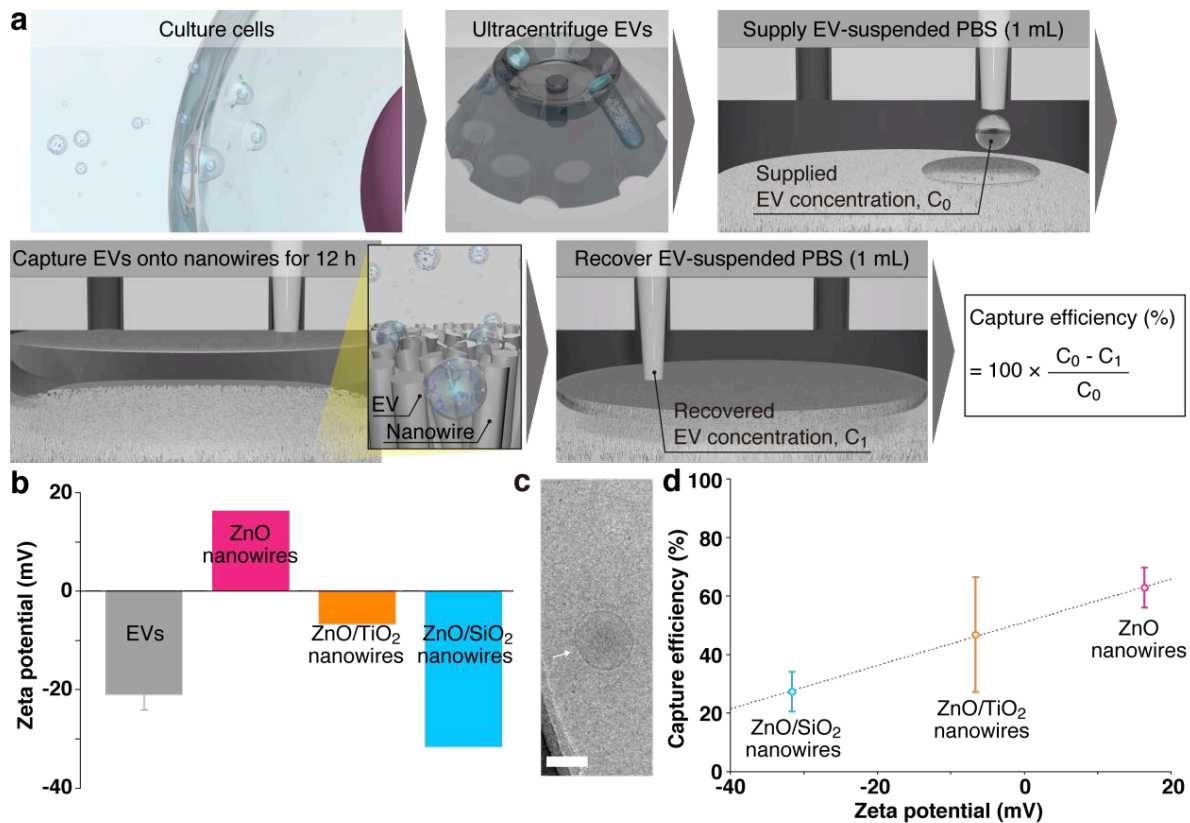 a
Culture cells
Ultracentrifuge EVs
Supply EV-suspended PBS (1 mL)
Supplied
EV concentration, C₀
Capture EVs onto nanowires for 12 h
EV
Nanowire
Recover EV-suspended PBS (1 mL)
Recovered
EV concentration, C₁
Capture efficiency (%)
= 100 × (C₀ - C₁) / C₀
b
Zeta potential (mV)
20
0
-20
-40
EVs
ZnO
nanowires
ZnO/TiO₂
nanowires
ZnO/SiO₂
nanowires
c
d
Capture efficiency (%)
100
80
60
40
20
0
ZnO/SiO₂
nanowires
ZnO/TiO₂
nanowires
ZnO
nanowires
-40
-20
0
20
Zeta potential (mV)